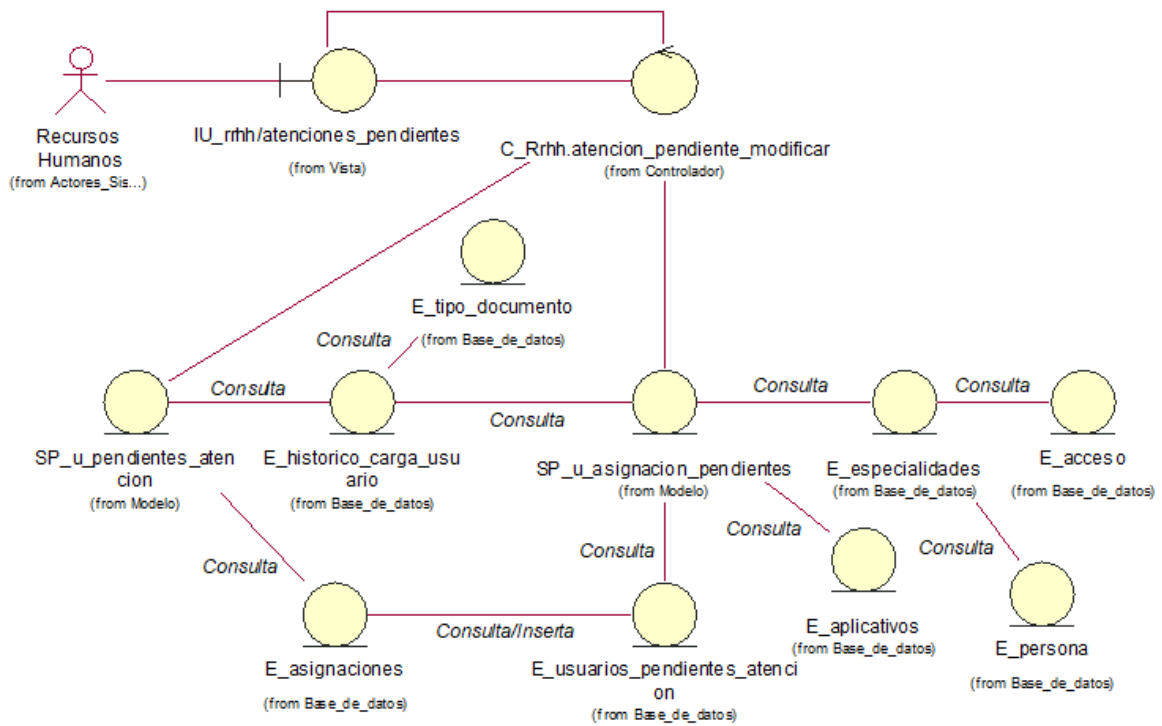 Recursos
Humanos
(from Actores_Sis...)
IU_rrhh/atenciones_pendientes
(from Vista)
C_Rrhh.atencion_pendiente_modificar
(from Controlador)
E_tipo_documento
(from Base_de_datos)
Consulta
Consulta
Consulta
Consulta
Consulta
SP_u_pendientes_aten
cion
(from Modelo)
E_historico_carga_usu
ario
(from Base_de_datos)
SP_u_asignacion_pendientes
(from Modelo)
E_especialidades
(from Base_de_datos)
E_acceso
(from Base_de_datos)
Consulta
Consulta
Consulta
Consulta
Consulta/Inserta
E_asignaciones
(from Base_de_datos)
E_usuarios_pendientes_atenci
on
(from Base_de_datos)
E_aplicativos
(from Base_de_datos)
E_persona
(from Base_de_datos)